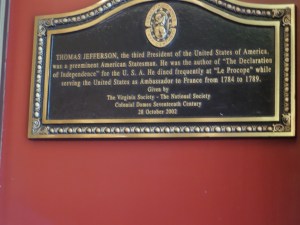 THOMAS JEFFERSON, the third President of the United States of America,
was a preeminent American Statesman. He was the author of "The Declaration
of Independence" for the U. S. A. He dined frequently at "Le Procope" while
serving the United States as Ambassador to France from 1784 to 1789.
Given by
The Virginia Society - The National Society
Colonial Dames Seventeenth Century
28 October 2002